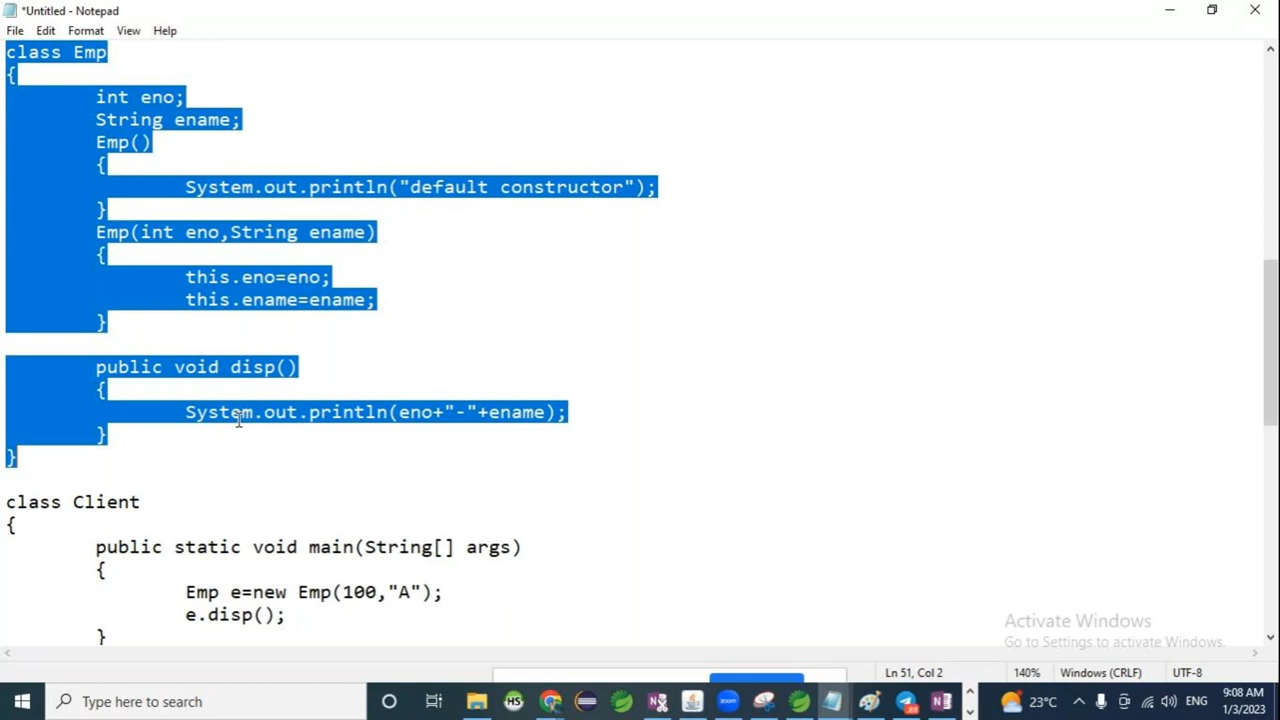 *Untitled - Notepad
File Edit Format View Help
class Emp
{
int eno;
String ename;
Emp()
{
System.out.println("default constructor");
}
Emp(int eno,String ename)
{
this.eno=eno;
this.ename=ename;
}
public void disp()
{
System.out.println(eno+"-"+ename);
}
}
class Client
{
public static void main(String[] args)
{
Emp e=new Emp(100,"A");
e.disp();
}
Activate Windows
Go to Settings to activate Windows.
Ln 51, Col 2 140% Windows (CRLF) UTF-8
Type here to search
HS
23°C
ENG
9:08 AM
1/3/2023